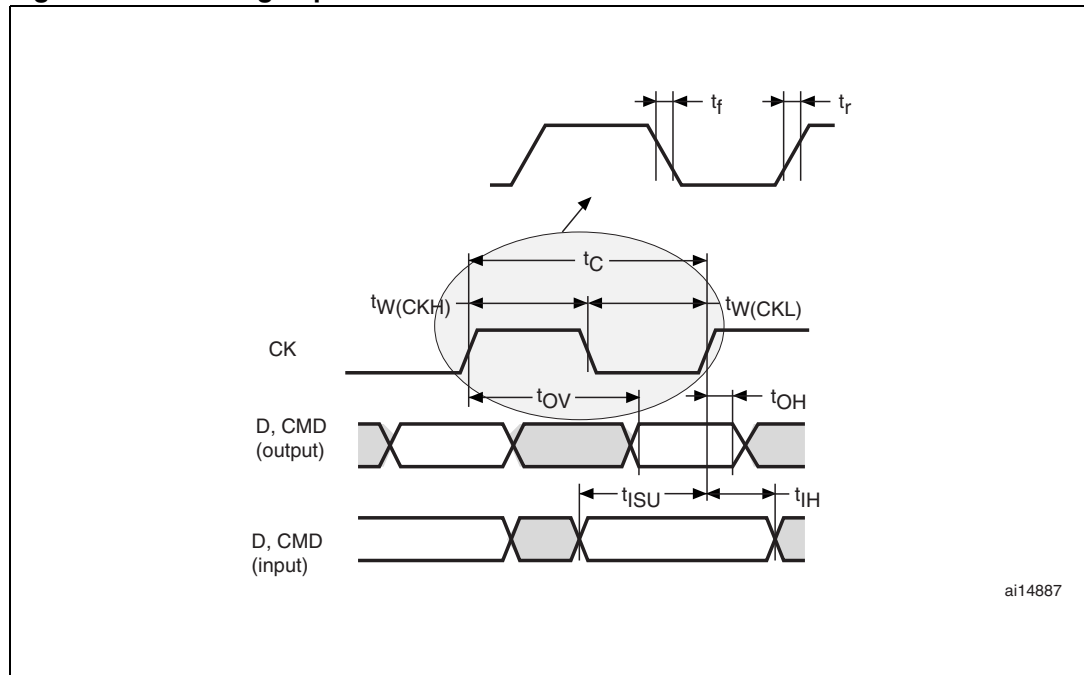 tf
tr
tC
tW(CKH)
tW(CKL)
CK
tOV
tOH
D, CMD
(output)
tISU
tIH
D, CMD
(input)
ai14887